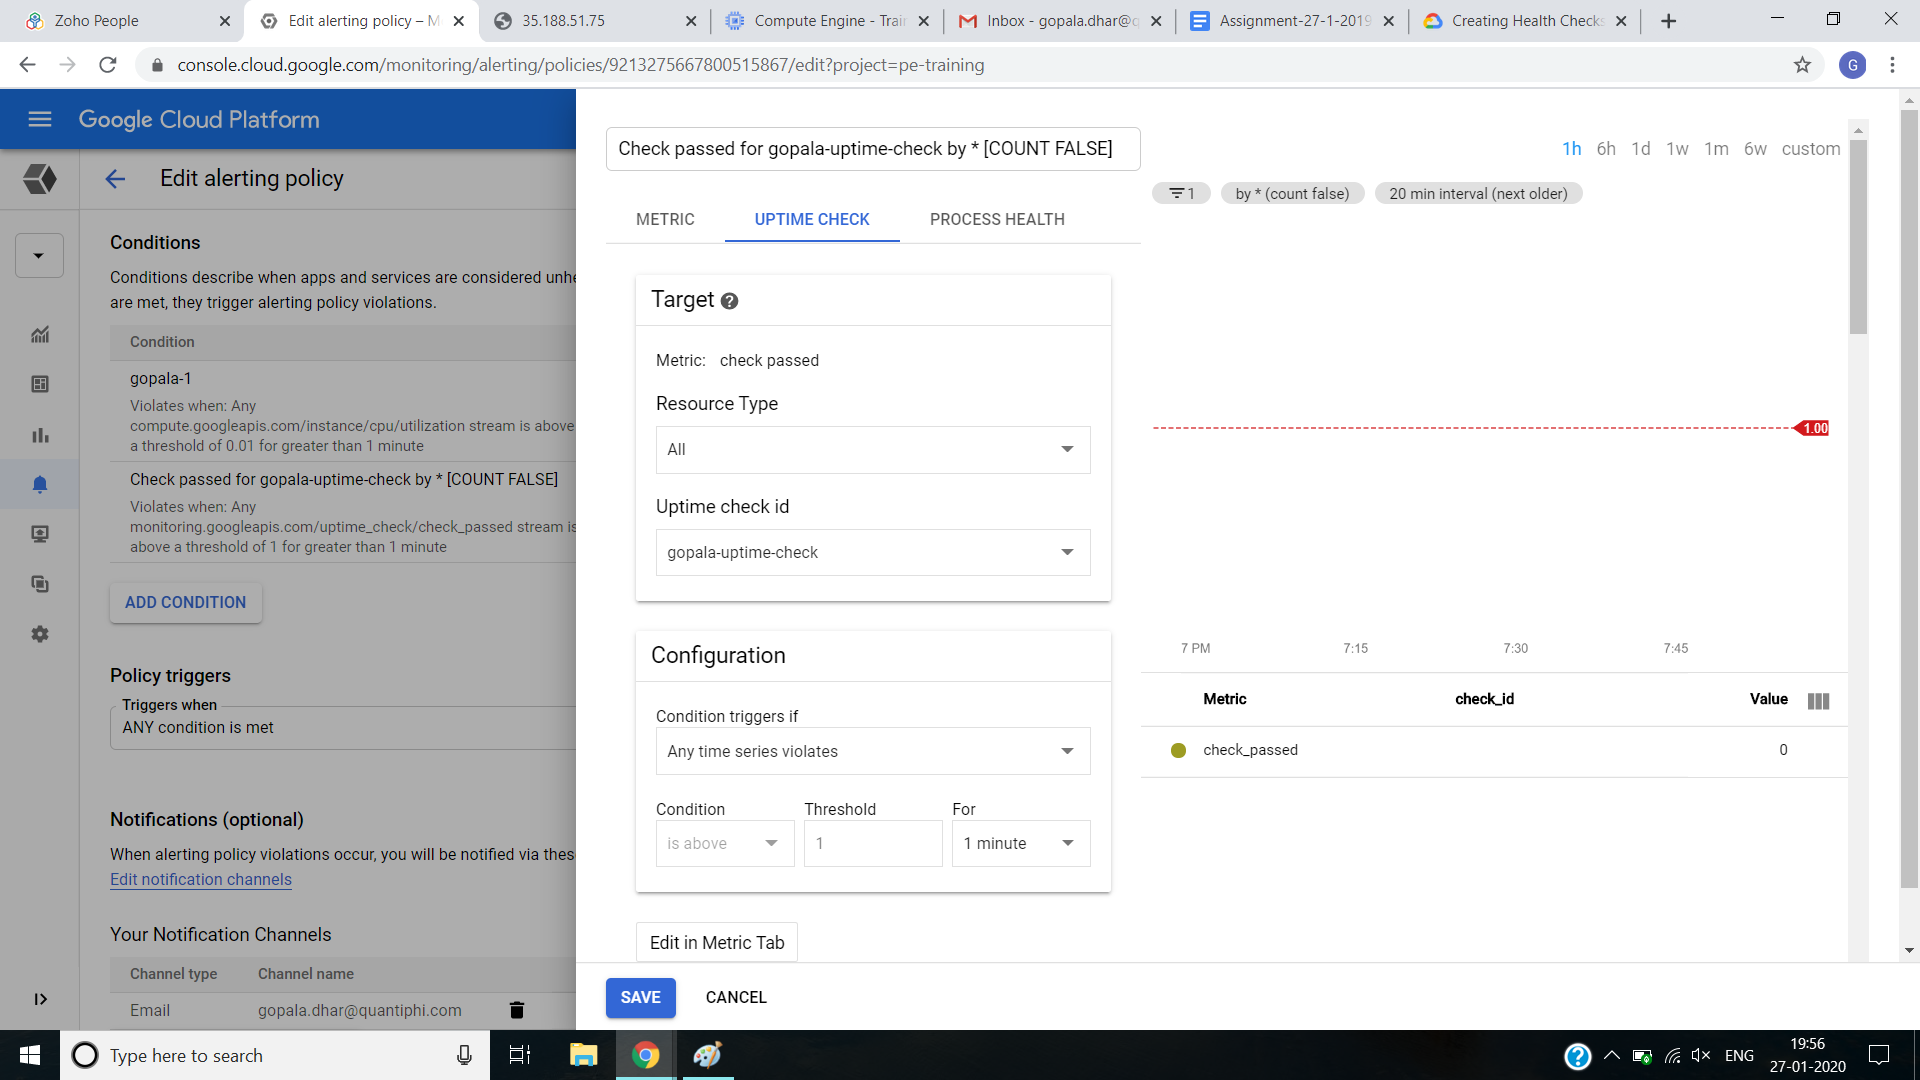 Zoho People
Edit alerting policy – M
35.188.51.75
Compute Engine - Trai
Inbox - gopala.dhar@q
Assignment-27-1-2019
Creating Health Checks
console.cloud.google.com/monitoring/alerting/policies/9213275667800515867/edit?project=pe-training
G
Google Cloud Platform
Edit alerting policy
Conditions
Conditions describe when apps and services are considered unhe
are met, they trigger alerting policy violations.
Condition
gopala-1
Violates when: Any
compute.googleapis.com/instance/cpu/utilization stream is above
a threshold of 0.01 for greater than 1 minute
Check passed for gopala-uptime-check by * [COUNT FALSE]
Violates when: Any
monitoring.googleapis.com/uptime_check/check_passed stream is
above a threshold of 1 for greater than 1 minute
ADD CONDITION
Policy triggers
Triggers when
ANY condition is met
Notifications (optional)
When alerting policy violations occur, you will be notified via these
Edit notification channels
Your Notification Channels
Channel type Channel name
Email gopala.dhar@quantiphi.com
Check passed for gopala-uptime-check by * [COUNT FALSE]
METRIC UPTIME CHECK PROCESS HEALTH
Target
Metric: check passed
Resource Type
All
Uptime check id
gopala-uptime-check
Configuration
Condition triggers if
Any time series violates
Condition Threshold For
is above 1 1 minute
Edit in Metric Tab
SAVE CANCEL
1h 6h 1d 1w 1m 6w custom
1 by * (count false) 20 min interval (next older)
1.00
7 PM 7:15 7:30 7:45
Metric check_id Value
check_passed 0
Type here to search
ENG
19:56
27-01-2020